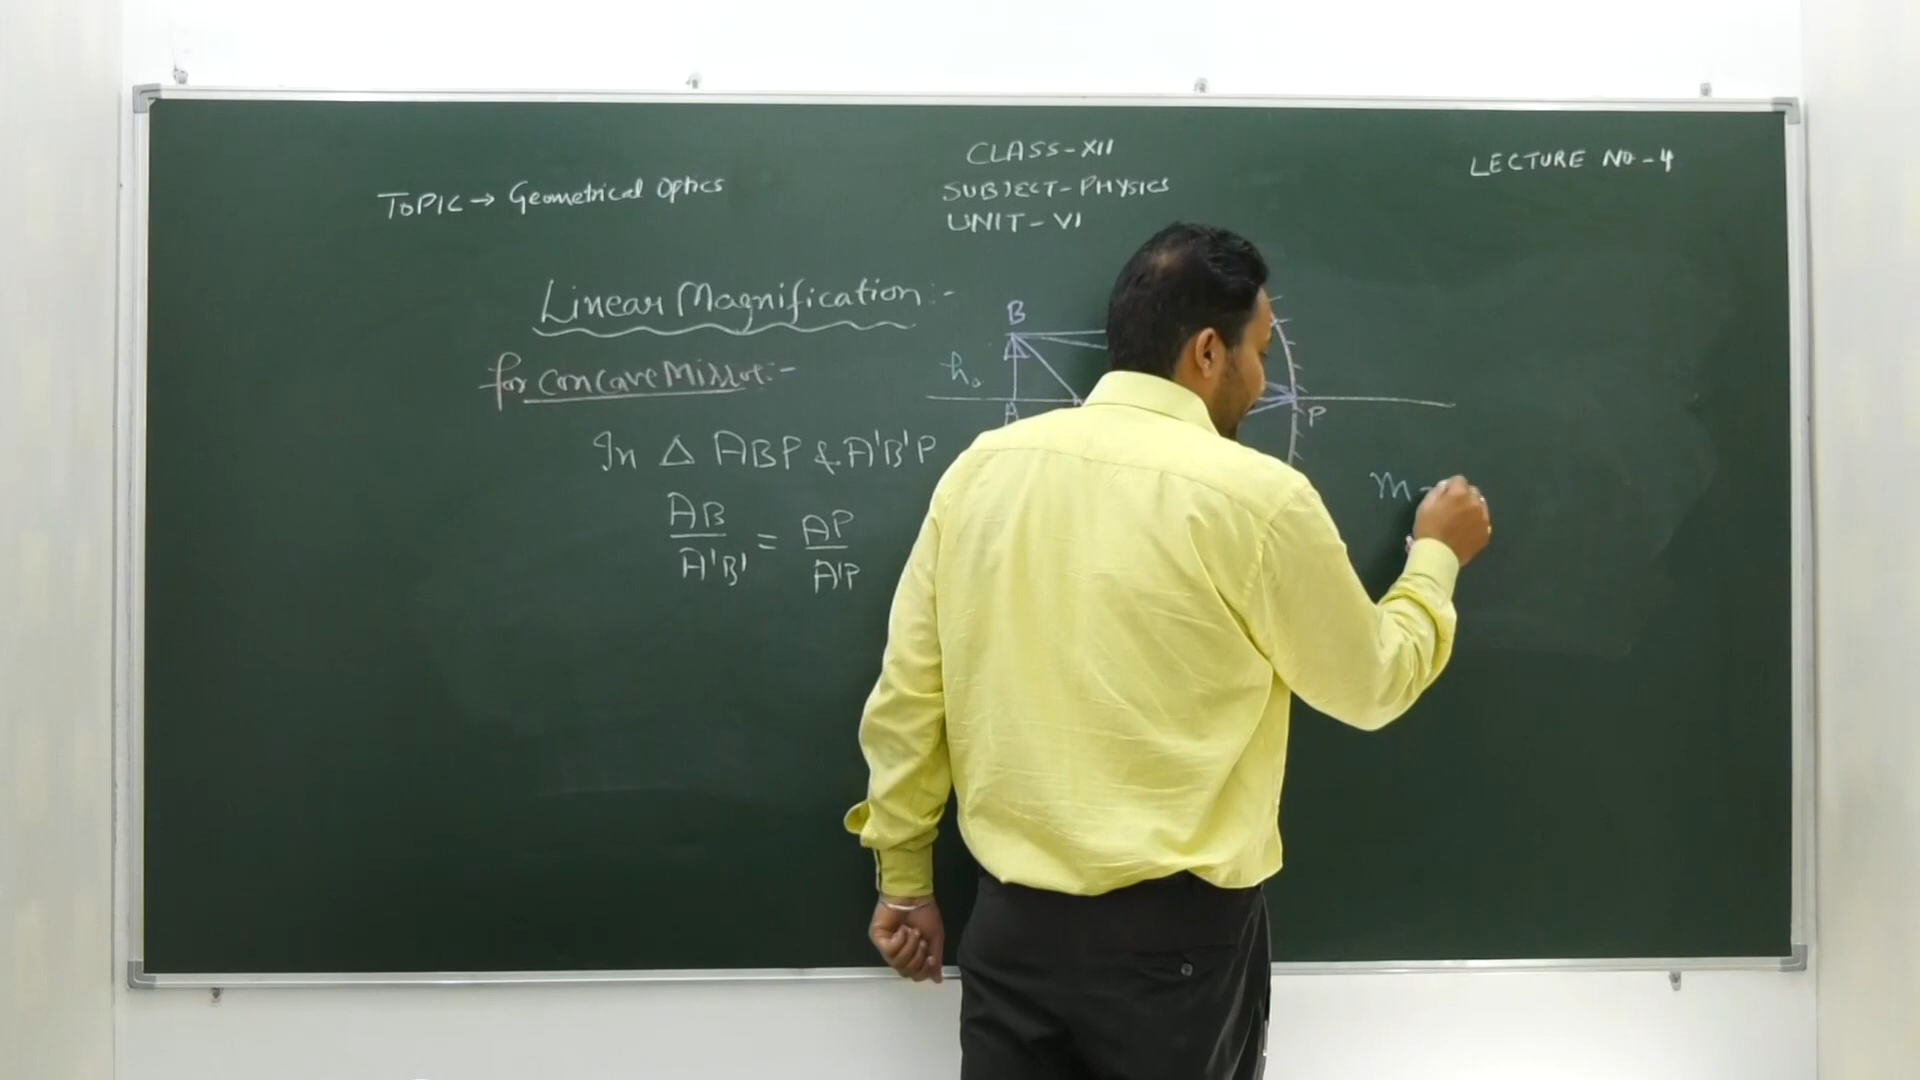 CLASS-XII
SUBJECT-PHYSICS
UNIT-VI
LECTURE NO-4
TOPIC → Geometrical Optics
Linear Magnification:-
for Concave Mirror:-
In △ ABP & A'B'P
AB/A'B' = AP/A'P
B
h₀
A
P
m